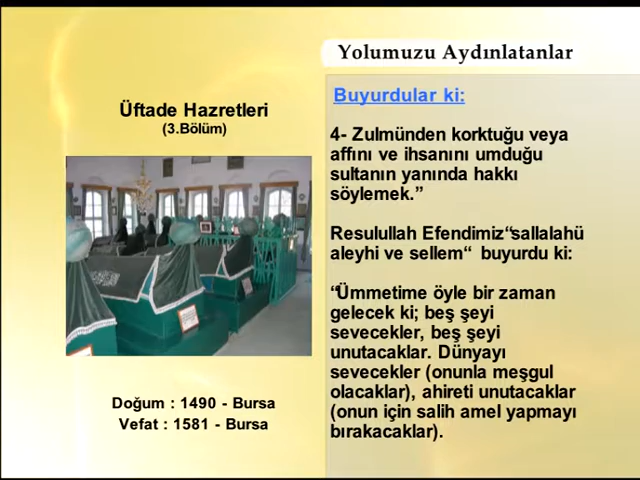 Yolumuzu Aydınlatanlar
Üftade Hazretleri
(3.Bölüm)
Doğum : 1490 - Bursa
Vefat : 1581 - Bursa
Buyurdular ki:
4- Zulmünden korktuğu veya
affını ve ihsanını umduğu
sultanın yanında hakkı
söylemek.”
Resulullah Efendimiz“sallalahü
aleyhi ve sellem“ buyurdu ki:
“Ümmetime öyle bir zaman
gelecek ki; beş şeyi
sevecekler, beş şeyi
unutacaklar. Dünyayı
sevecekler (onunla meşgul
olacaklar), ahireti unutacaklar
(onun için salih amel yapmayı
bırakacaklar).